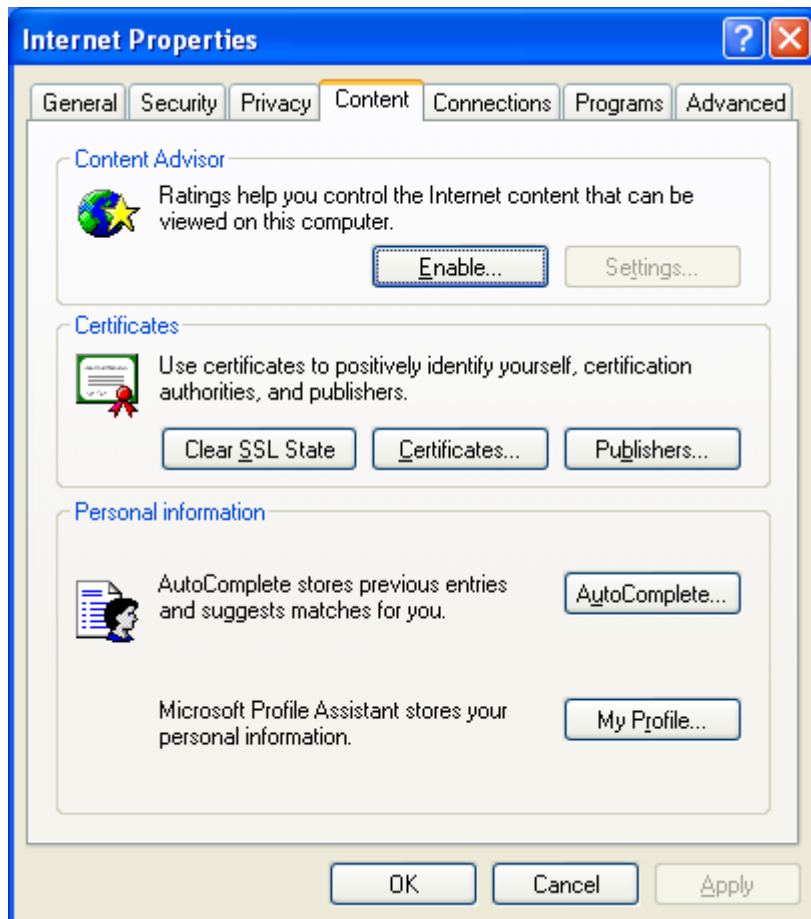 Internet Properties
General Security Privacy Content Connections Programs Advanced
Content Advisor
Ratings help you control the Internet content that can be
viewed on this computer.
Enable... Settings...
Certificates
Use certificates to positively identify yourself, certification
authorities, and publishers.
Clear SSL State Certificates... Publishers...
Personal information
AutoComplete stores previous entries
and suggests matches for you.
AutoComplete...
Microsoft Profile Assistant stores your
personal information.
My Profile...
OK Cancel Apply